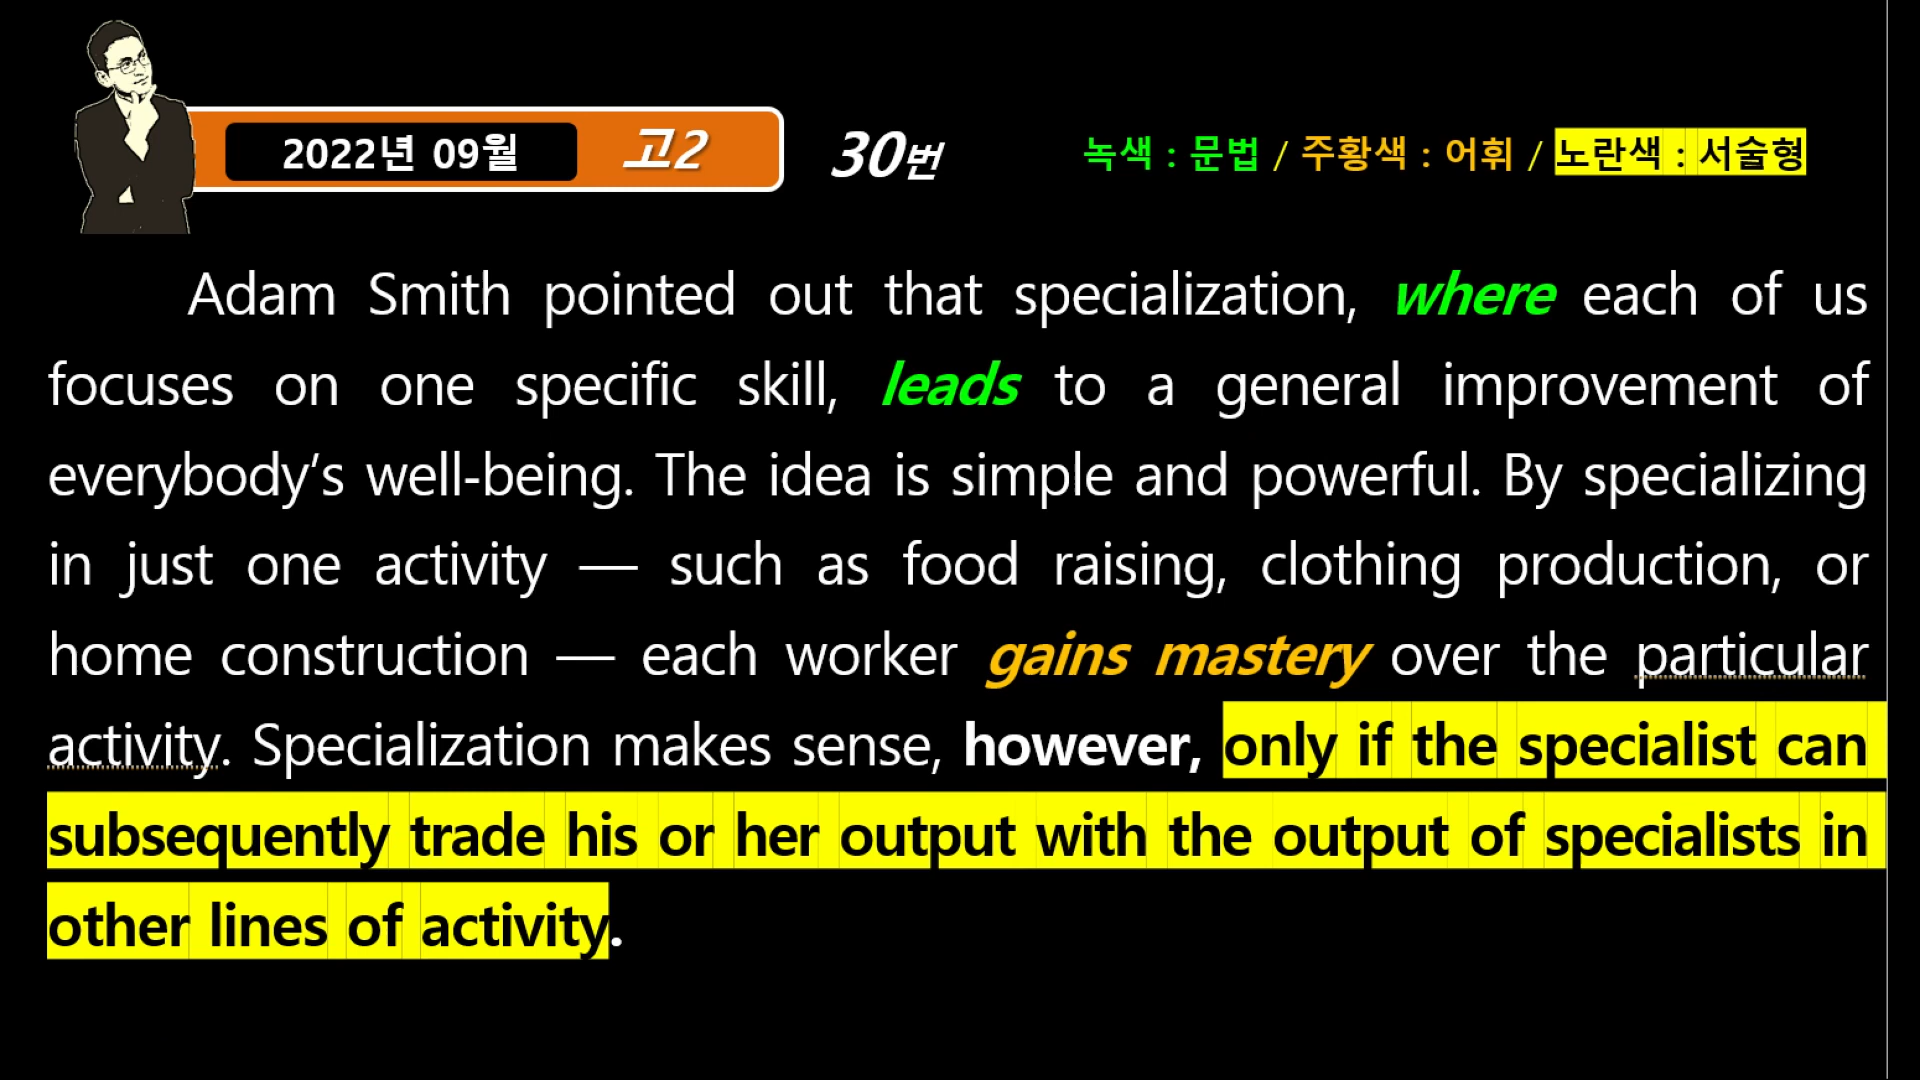 2022년 09월 고2 30번 녹색 : 문법 / 주황색 : 어휘 / 노란색 : 서술형
Adam Smith pointed out that specialization, where each of us
focuses on one specific skill, leads to a general improvement of
everybody’s well-being. The idea is simple and powerful. By specializing
in just one activity — such as food raising, clothing production, or
home construction — each worker gains mastery over the particular
activity. Specialization makes sense, however, only if the specialist can
subsequently trade his or her output with the output of specialists in
other lines of activity.